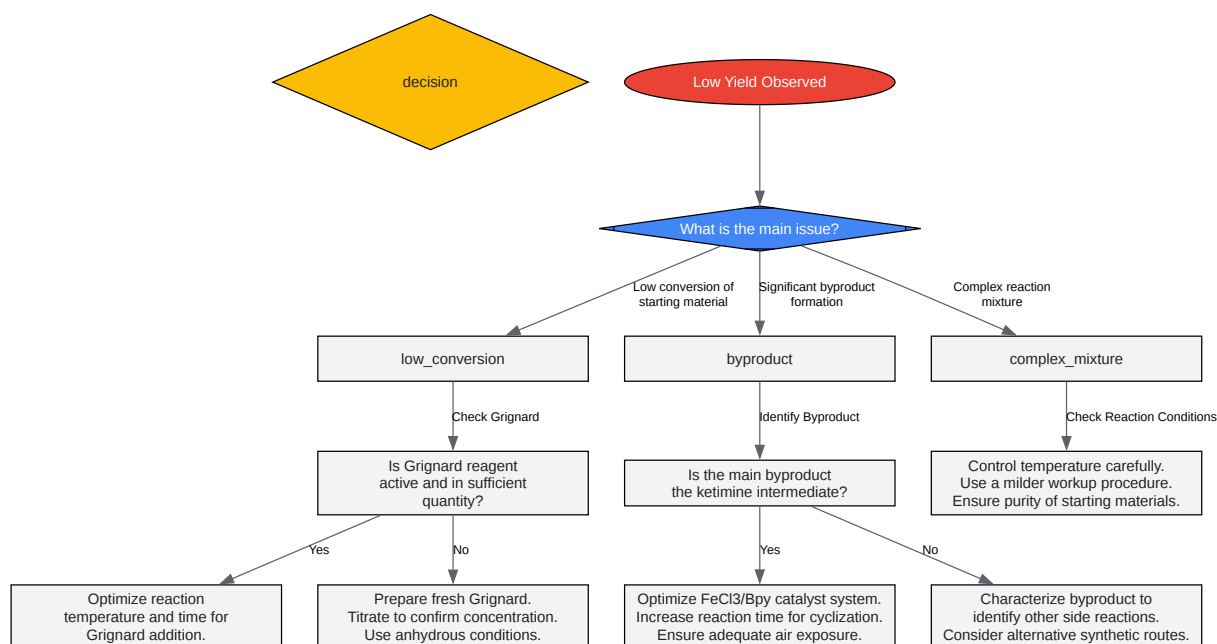 decision
Low Yield Observed
What is the main issue?
Low conversion of
starting material
Significant byproduct
formation
Complex reaction
mixture
low_conversion
byproduct
complex_mixture
Check Grignard
Identify Byproduct
Check Reaction Conditions
Is Grignard reagent
active and in sufficient
quantity?
Is the main byproduct
the ketimine intermediate?
Control temperature carefully.
Use a milder workup procedure.
Ensure purity of starting materials.
Yes
No
Yes
No
Optimize reaction
temperature and time for
Grignard addition.
Prepare fresh Grignard.
Titrate to confirm concentration.
Use anhydrous conditions.
Optimize FeCl3/Bpy catalyst system.
Increase reaction time for cyclization.
Ensure adequate air exposure.
Characterize byproduct to
identify other side reactions.
Consider alternative synthetic routes.